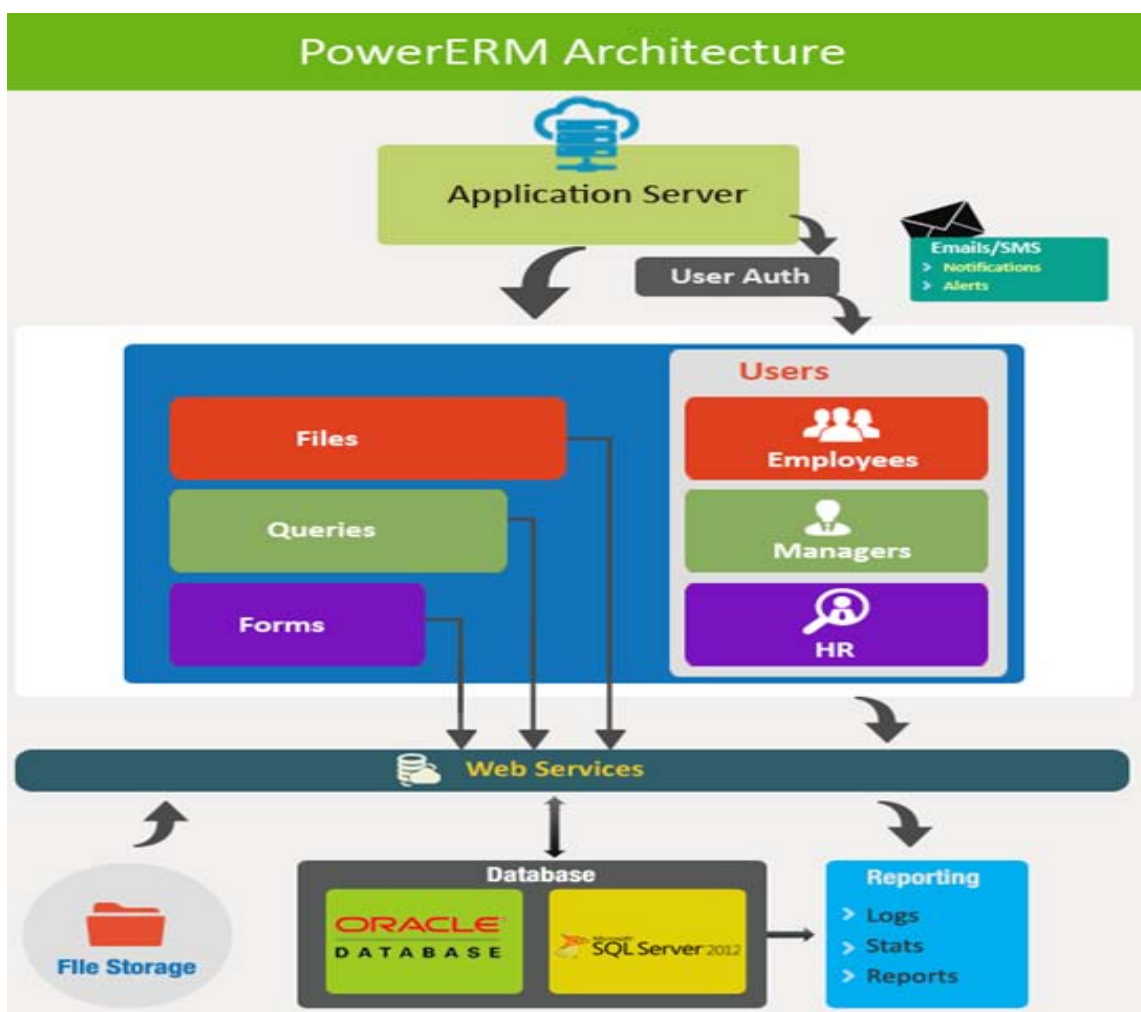 PowerERM Architecture
Application Server
User Auth
Emails/SMS
> Notifications
> Alerts
Users
Files
Employees
Queries
Managers
Forms
HR
Web Services
File Storage
Database
ORACLE
DATABASE
Microsoft
SQL Server 2012
Reporting
> Logs
> Stats
> Reports